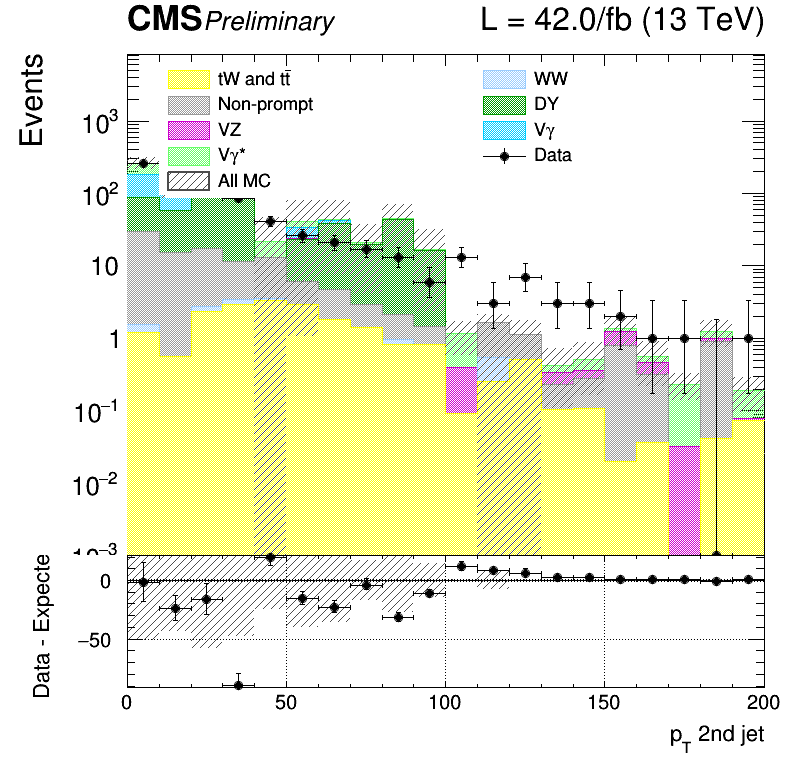 CMS Preliminary L = 42.0/fb (13 TeV)
Events
tW and tt̄
Non-prompt
VZ
Vγ*
All MC
WW
DY
Vγ
Data
10³
10²
10
1
10⁻¹
10⁻²
10⁻³
Data - Expecte
0
−50
0 50 100 150 200
p_T 2nd jet